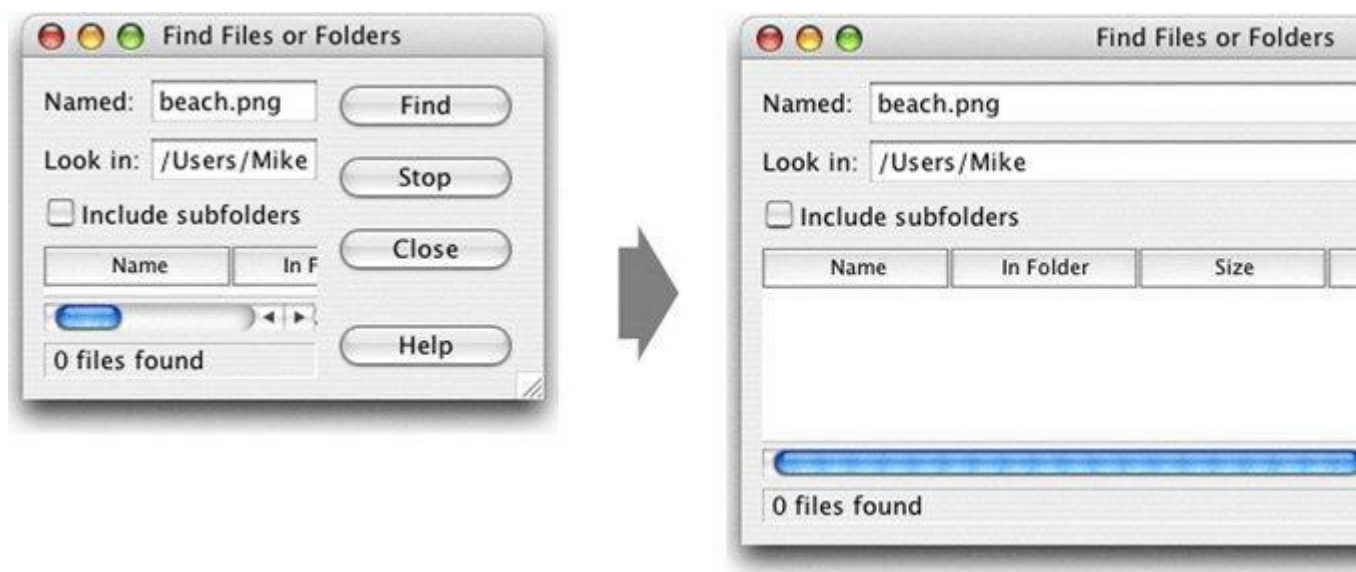 Find Files or Folders
Named: beach.png
Find
Look in: /Users/Mike
Stop
Include subfolders
Close
Name In F
0 files found
Help
Find Files or Folders
Named: beach.png
Look in: /Users/Mike
Include subfolders
Name In Folder Size
0 files found